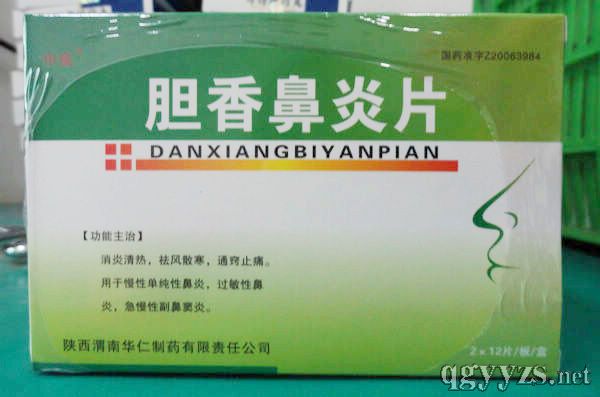 国药准字Z20063984
胆香鼻炎片
DANXIANGBIYANPIAN
【功能主治】
消炎清热，祛风散寒，通窍止痛。
用于慢性单纯性鼻炎，过敏性鼻
炎，急慢性副鼻窦炎。
陕西渭南华仁制药有限责任公司
2×12片/板/盒
qgyyzs.net